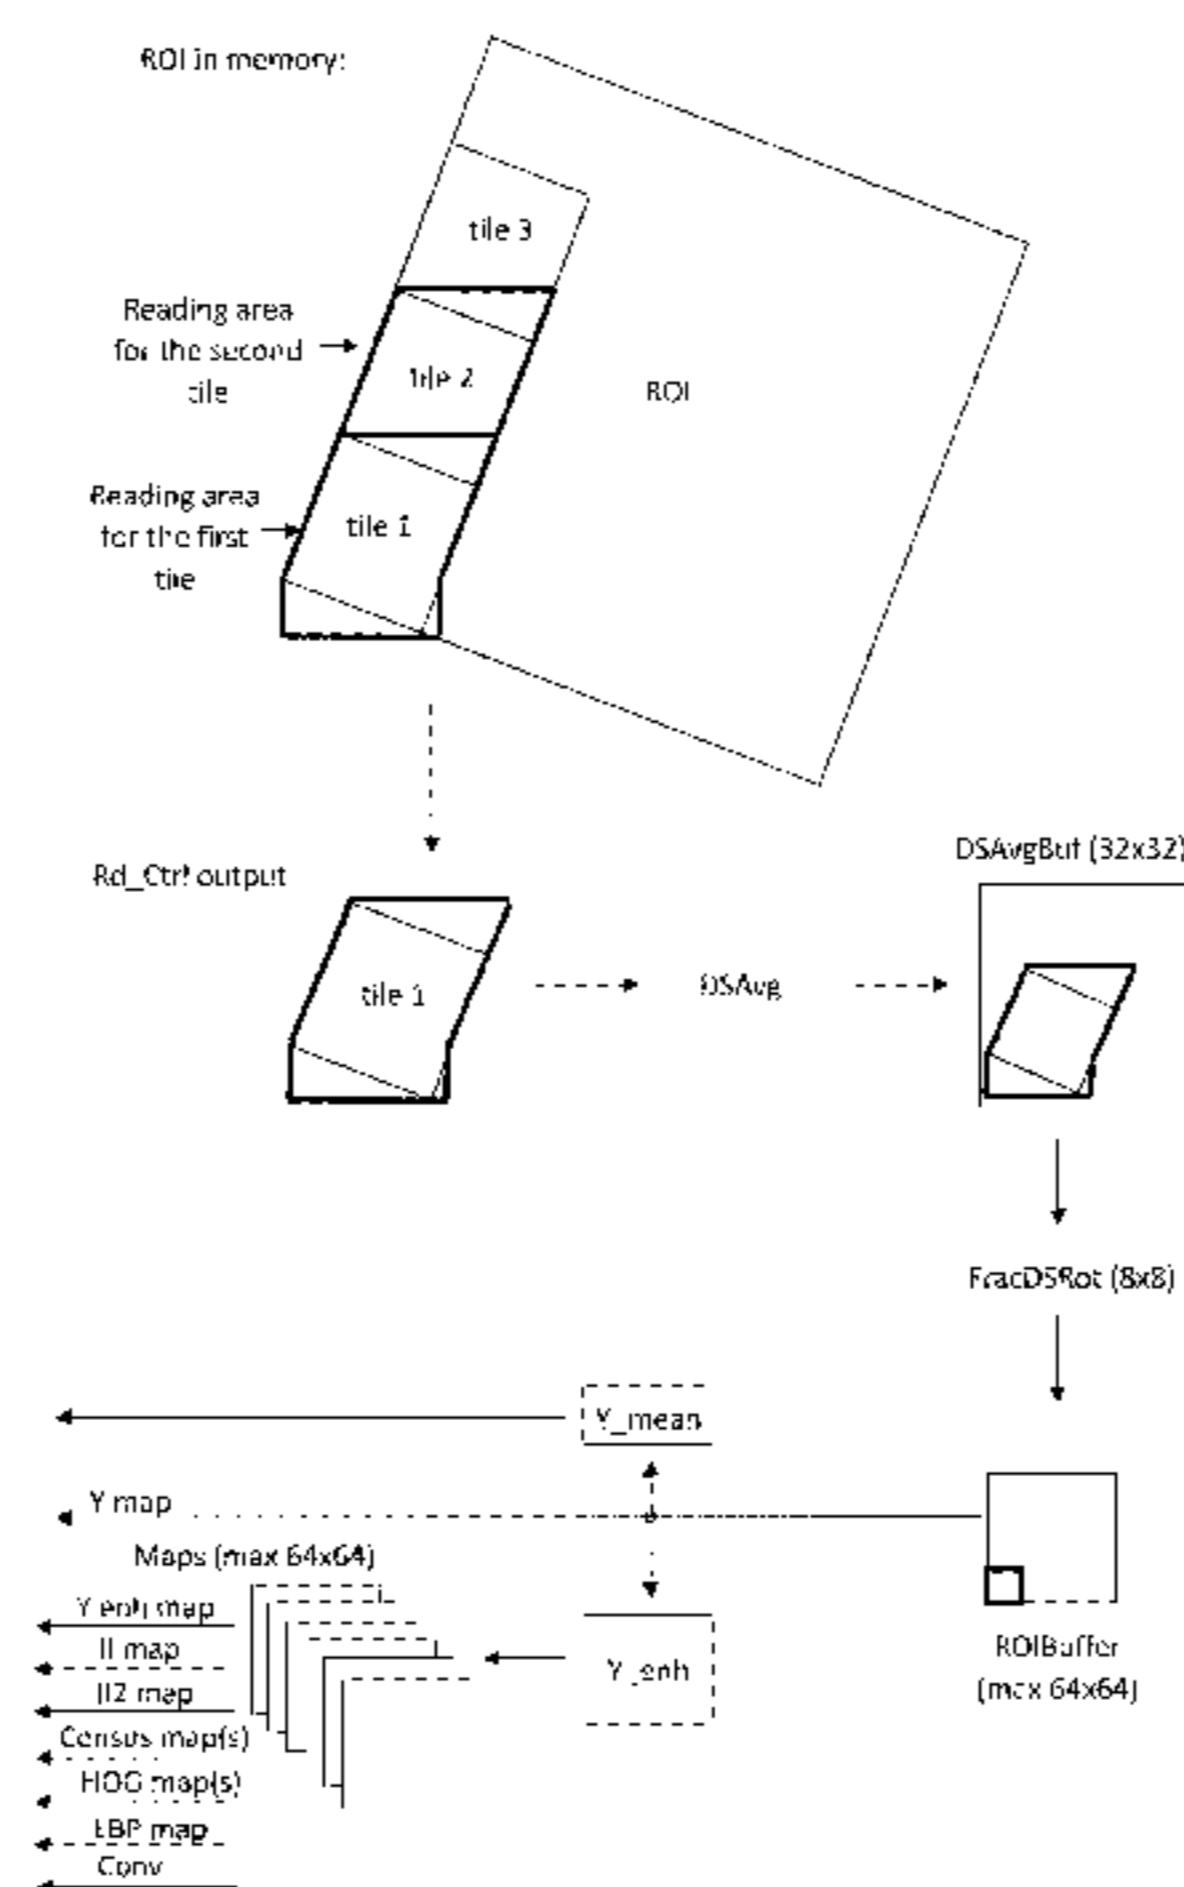 ROI in memory:
tile 3
Reading area
for the second
tile
tile 2
ROI
Reading area
for the first
tile
tile 1
Rd_Ctrl output
DSAvgBuf (32x32)
tile 1
DSAvg
FracDSRot (8x8)
Y_mean
Y map
Maps (max 64x64)
Y enh map
II map
II2 map
Census map(s)
HOG map(s)
LBP map
Conv
Y_enh
ROIBuffer
(max 64x64)